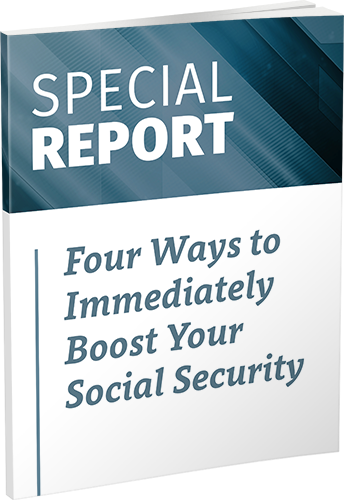 SPECIAL
REPORT
Four Ways to
Immediately
Boost Your
Social Security